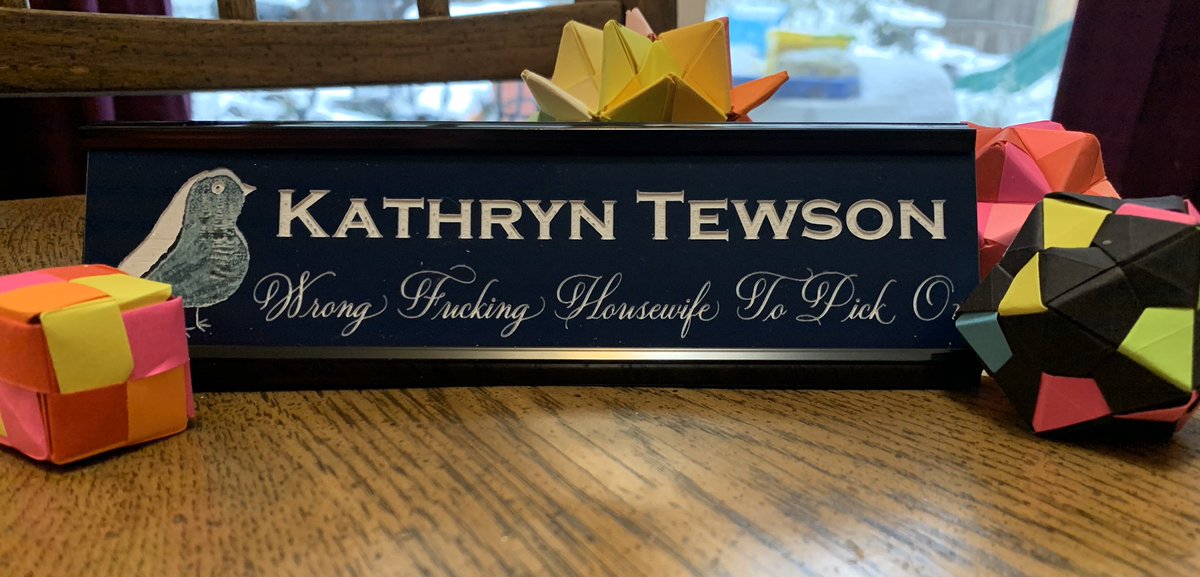 KATHRYN TEWSON
Wrong Fucking Housewife To Pick